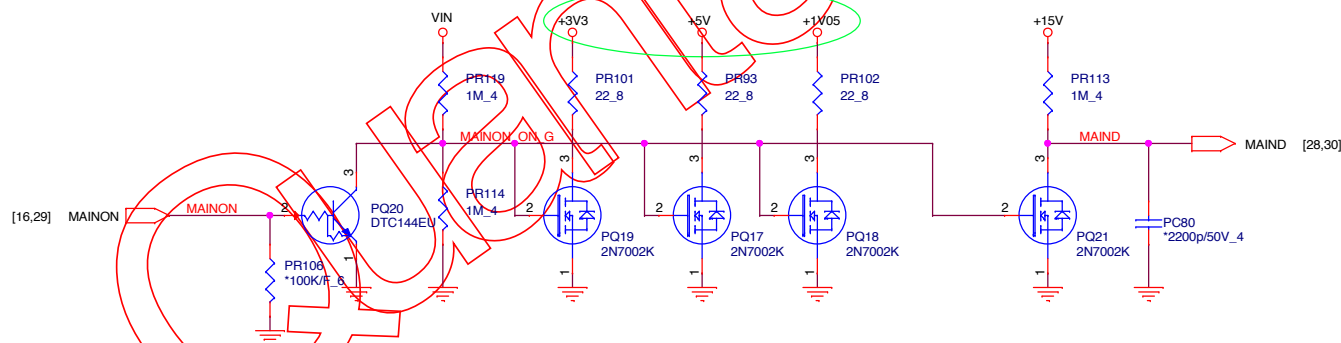 VIN
+3V3
+5V
+1V05
+15V
PR119
1M_4
PR101
22_8
PR93
22_8
PR102
22_8
PR113
1M_4
MAINON_ON_G
3
3
3
3
3
MAIND
MAIND [28,30]
[16,29] MAINON
MAINON
2
PQ20
DTC144EU
PR114
1M_4
2
2
2
2
PQ19
2N7002K
PQ17
2N7002K
PQ18
2N7002K
PQ21
2N7002K
PC80
*2200p/50V_4
1
1
1
1
1
PR106
*100K/F_6